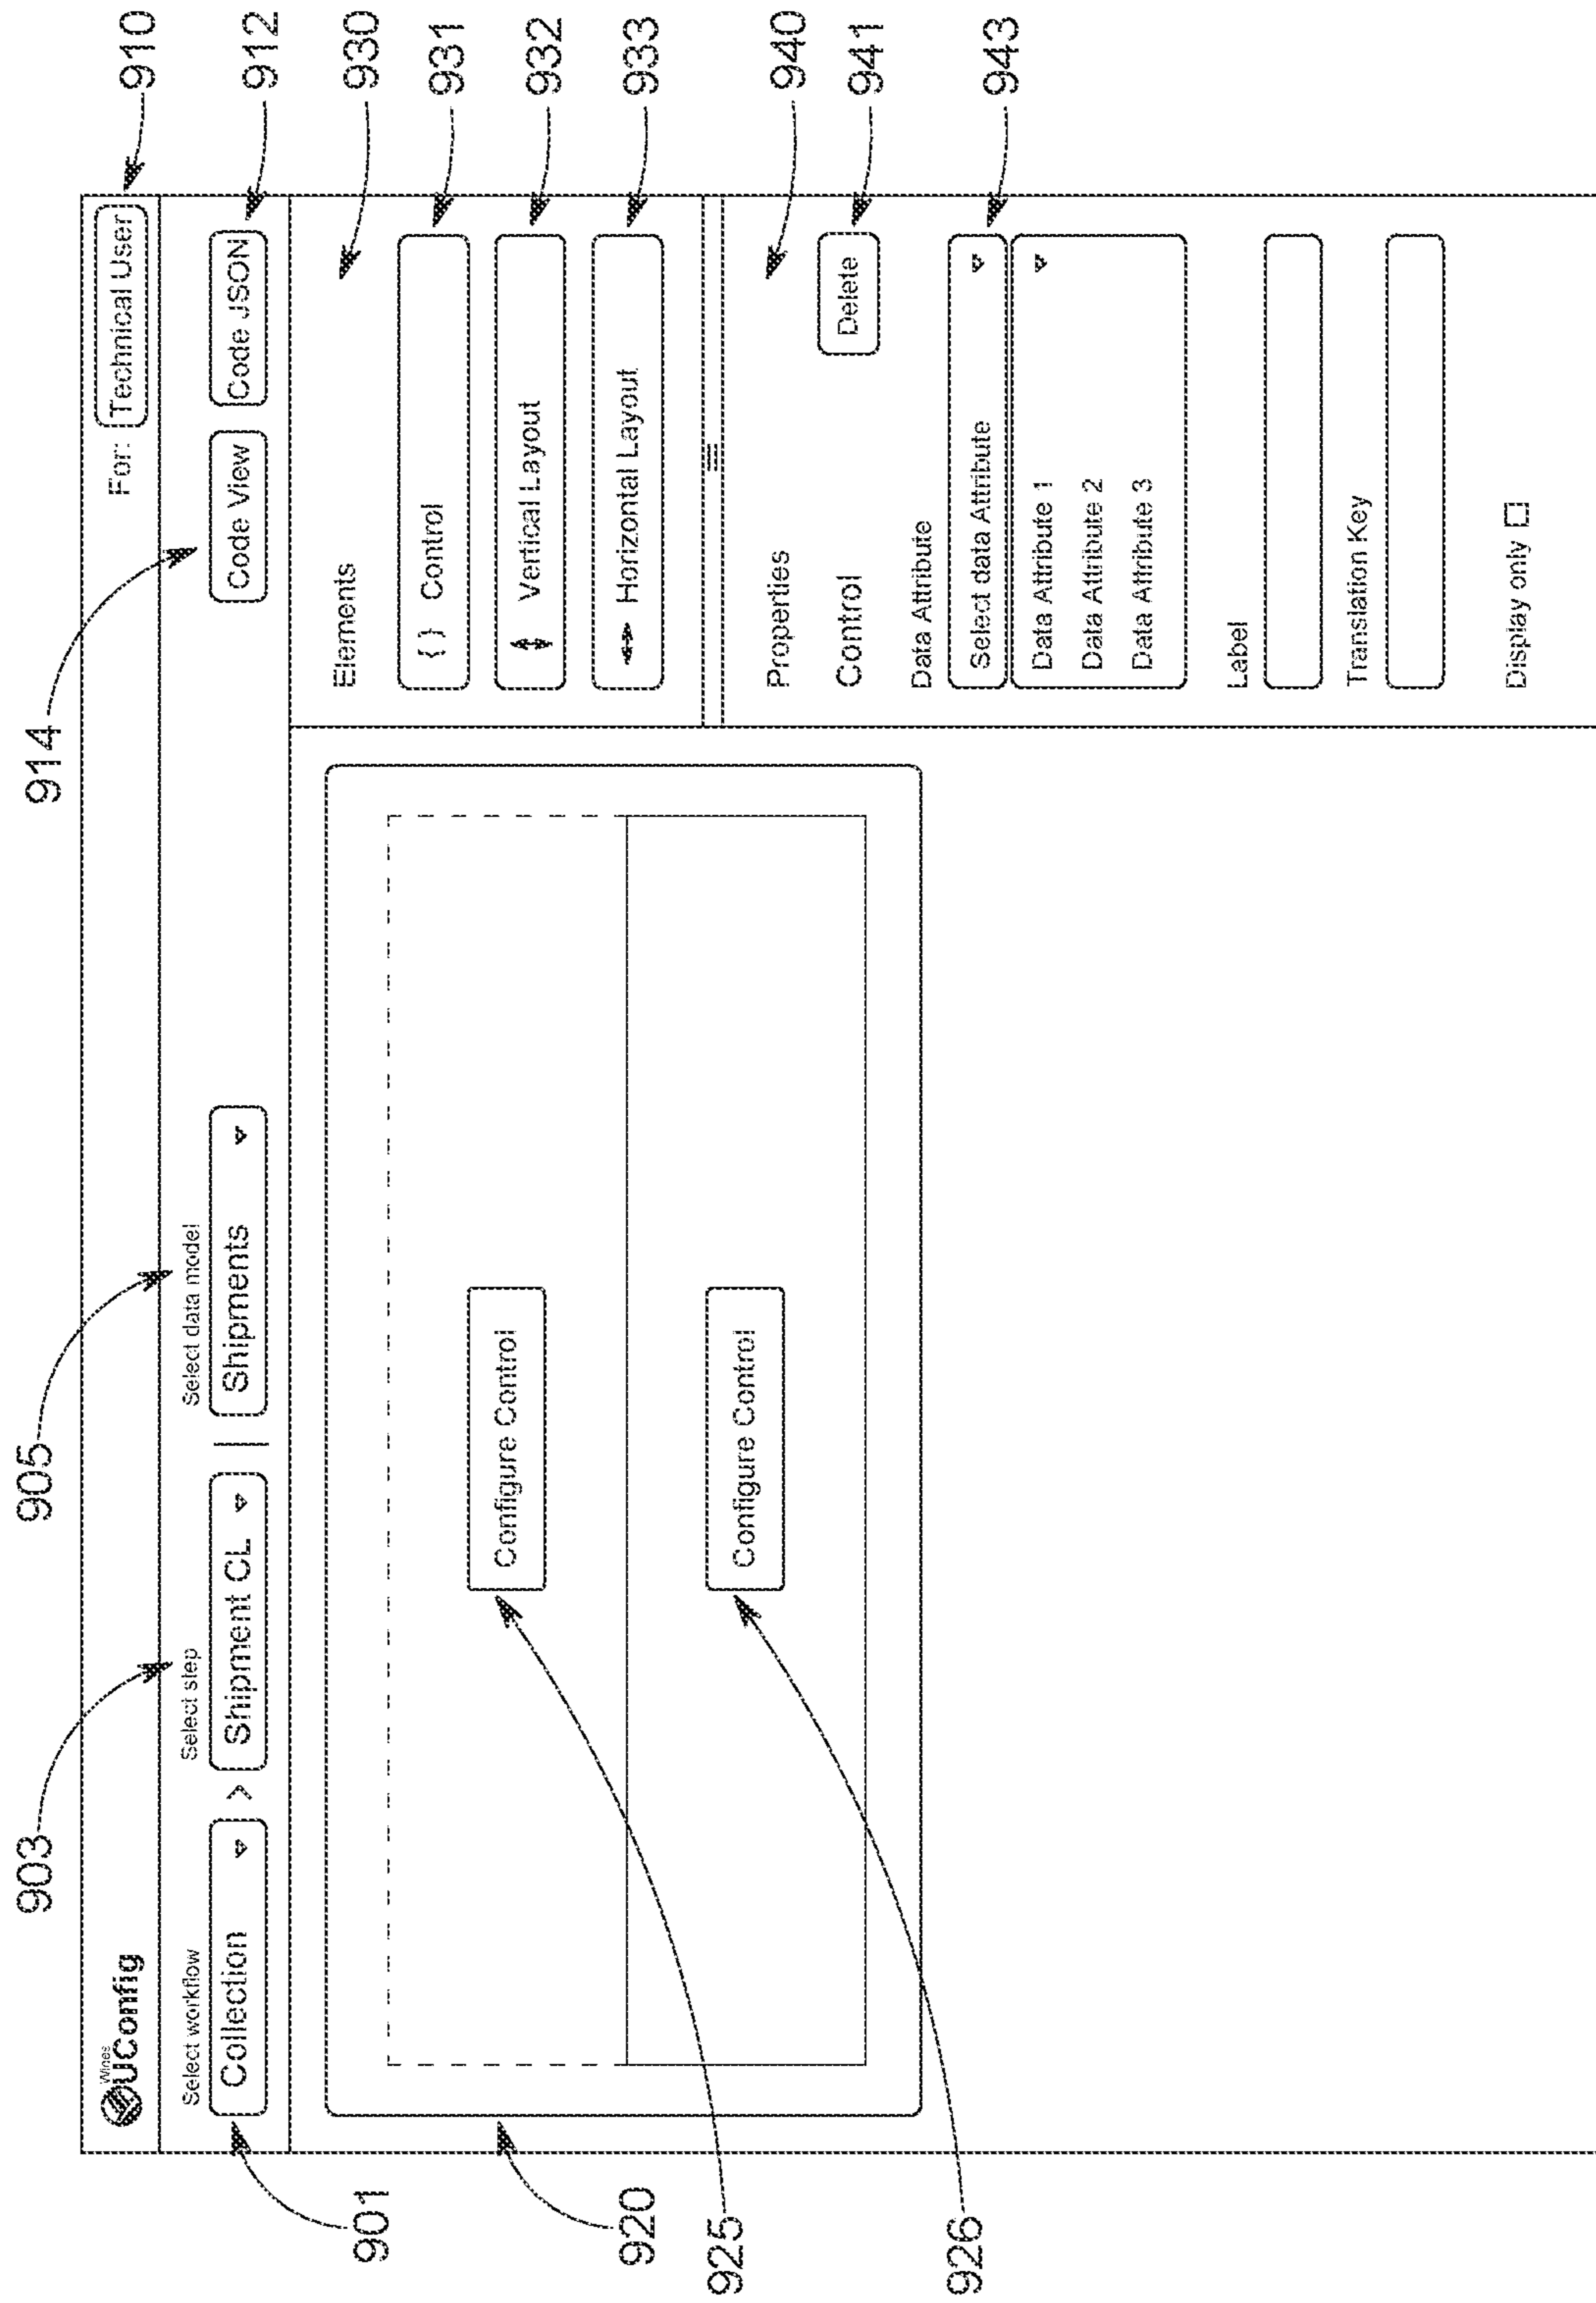 914
903
905
Wines
uConfig
For: Technical User
910
Select workflow
Select step
Select data model
Collection > Shipment CL | Shipments
Code View
Code JSON
912
901
Elements
930
{ } Control
931
Vertical Layout
932
Horizontal Layout
933
920
Configure Control
925
Configure Control
926
Properties
940
Control
Delete
941
Data Attribute
Select data Attribute
943
Data Attribute 1
Data Attribute 2
Data Attribute 3
Label
Translation Key
Display only